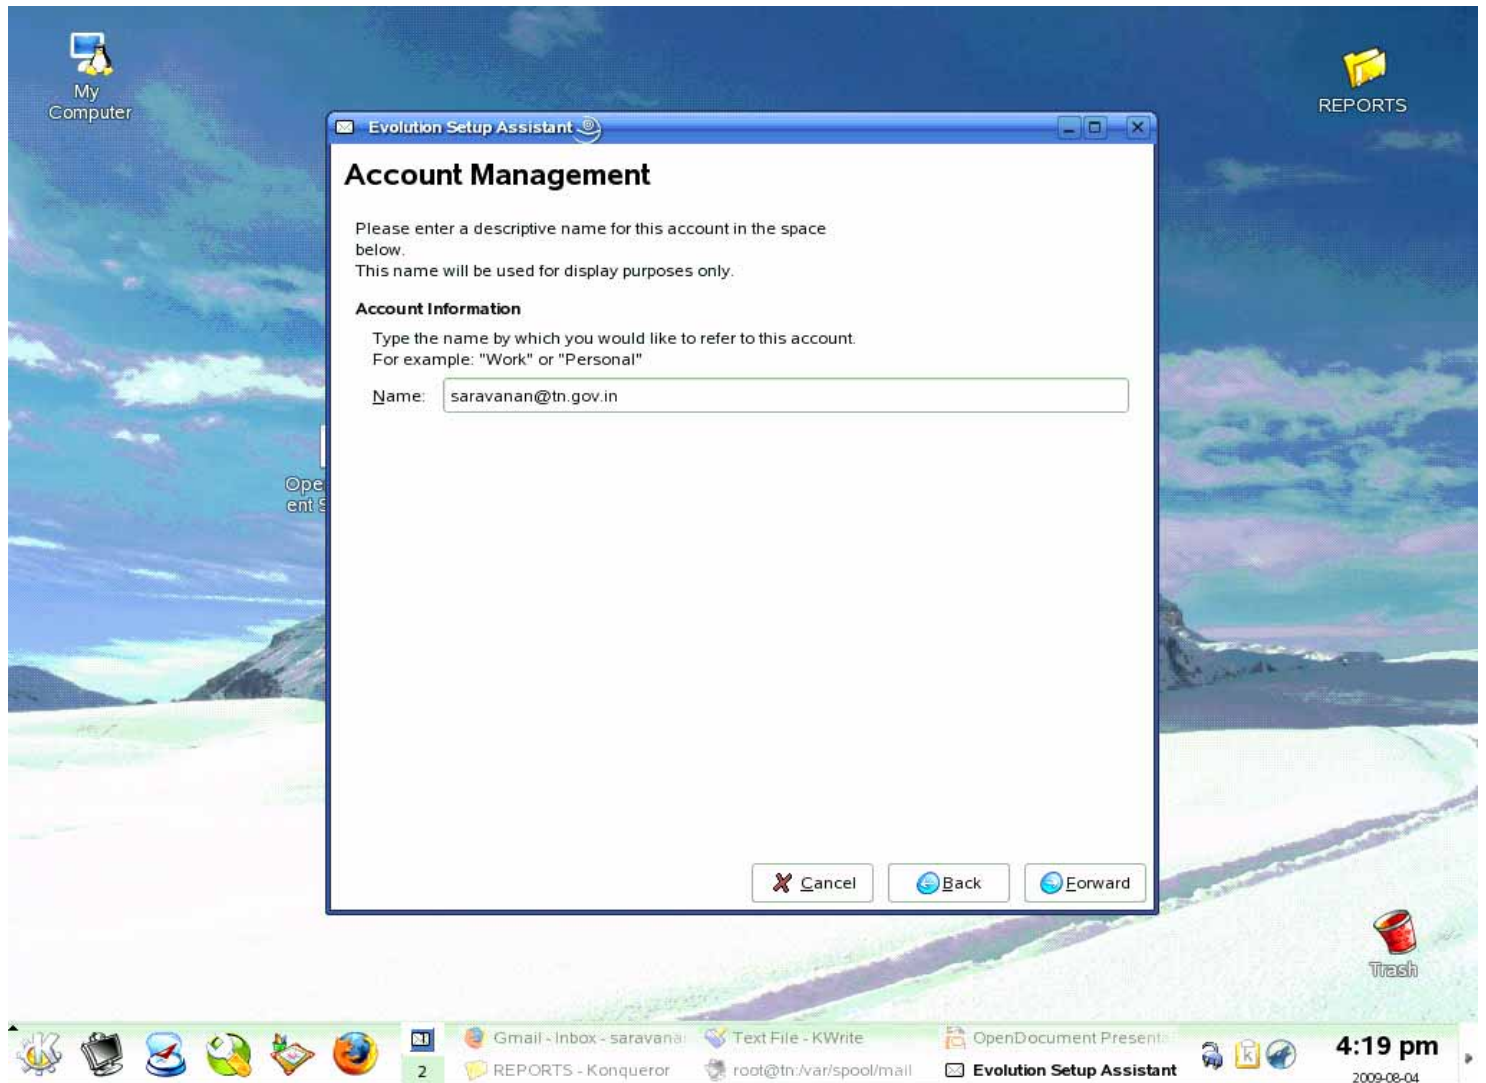 My
Computer
REPORTS
Evolution Setup Assistant
Account Management
Please enter a descriptive name for this account in the space
below.
This name will be used for display purposes only.
Account Information
Type the name by which you would like to refer to this account.
For example: "Work" or "Personal"
Name: saravanan@tn.gov.in
Ope
ent S
Cancel Back Forward
Trash
Gmail - Inbox - saravana Text File - KWrite OpenDocument Presenta 4:19 pm
2 REPORTS - Konqueror root@tn:/var/spool/mail Evolution Setup Assistant 2009-08-04